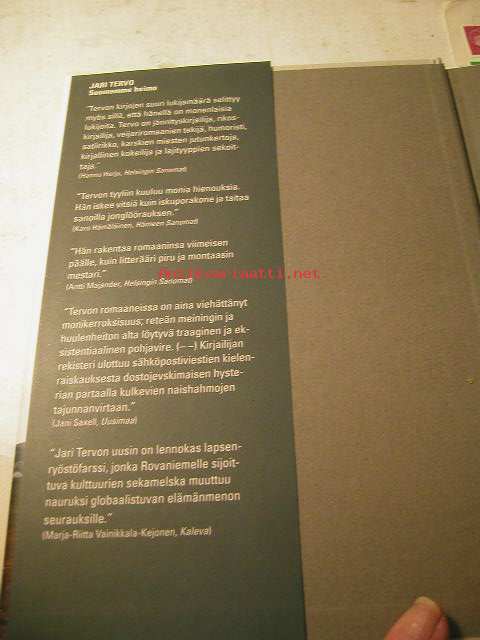 JARI TERVO
Suomemme heimo
"Tervon kirjojen suuri lukijamäärä selittyy
myös sillä, että hänellä on monenlaisia
lukijoita. Tervo on jännityskirjailija, rikos-
kirjailija, veijariromaanien tekijä, humoristi,
satiirikko, karskien miesten jutunkertoja,
kirjallinen kokeilija ja lajityyppien sekoit-
taja."
(Hannu Harju, Helsingin Sanomat)
"Tervon tyyliin kuuluu monia hienouksia.
Hän iskee vitsiä kuin iskuporakone ja taitaa
sanoilla jonglöörauksen."
(Karo Hämäläinen, Hämeen Sanomat)
"Hän rakentaa romaaninsa viimeisen
päälle, kuin litterääri piru ja montaasin
mestari."
(Antti Majander, Helsingin Sanomat)
"Tervon romaaneissa on aina viehättänyt
monikerroksisuus; reteän meiningin ja
huulenheiton alta löytyvä traaginen ja ek-
sistentiaalinen pohjavire. (– –) Kirjailijan
rekisteri ulottuu sähköpostiviestien kielen-
raiskauksesta dostojevskimaisen hyste-
rian partaalla kulkevien naishahmojen
tajunnanvirtaan."
(Jani Saxell, Uusimaa)
"Jari Tervon uusin on lennokas lapsen-
ryöstöfarssi, jonka Rovaniemelle sijoit-
tuva kulttuurien sekamelska muuttuu
nauruksi globaalistuvan elämänmenon
seurauksille."
(Marja-Riitta Vainikkala-Kejonen, Kaleva)